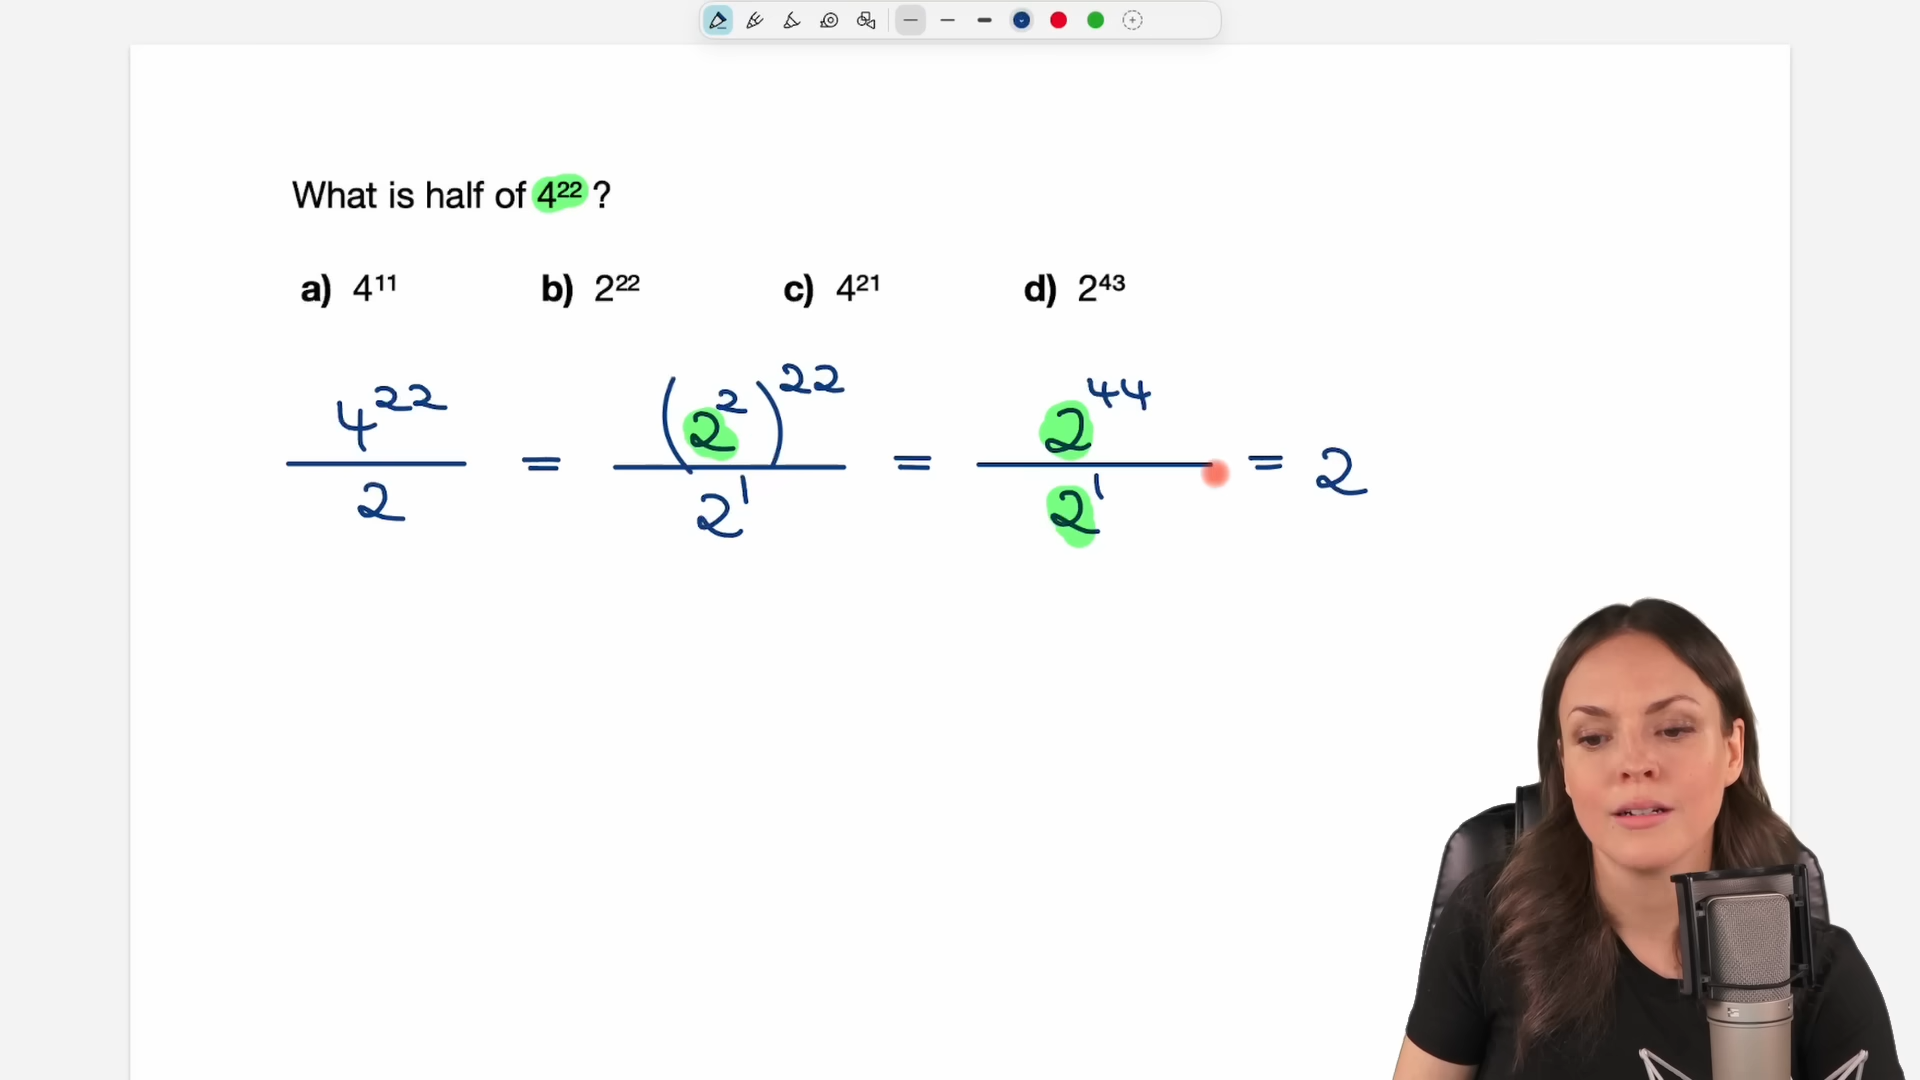 What is half of 4²² ?
a) 4¹¹ b) 2²² c) 4²¹ d) 2⁴³
4²²/2 = (2²)²²/2¹ = 2⁴⁴/2¹ = 2